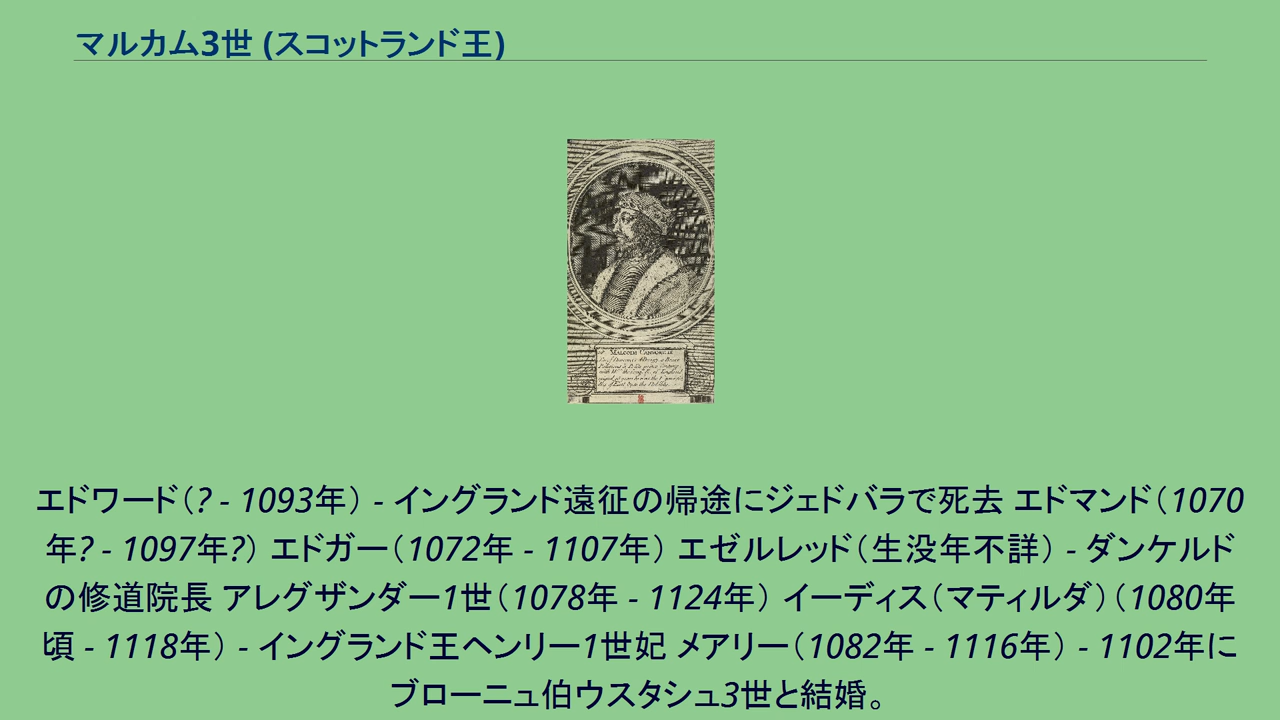 マルカム3世 (スコットランド王)
MALCOLM CANMORE III
エドワード（? - 1093年） - イングランド遠征の帰途にジェドバラで死去 エドマンド（1070
年? - 1097年?） エドガー（1072年 - 1107年） エゼルレッド（生没年不詳） - ダンケルド
の修道院長 アレグザンダー1世（1078年 - 1124年） イーディス（マティルダ）（1080年
頃 - 1118年） - イングランド王ヘンリー1世妃 メアリー（1082年 - 1116年） - 1102年に
ブローニュ伯ウスタシュ3世と結婚。